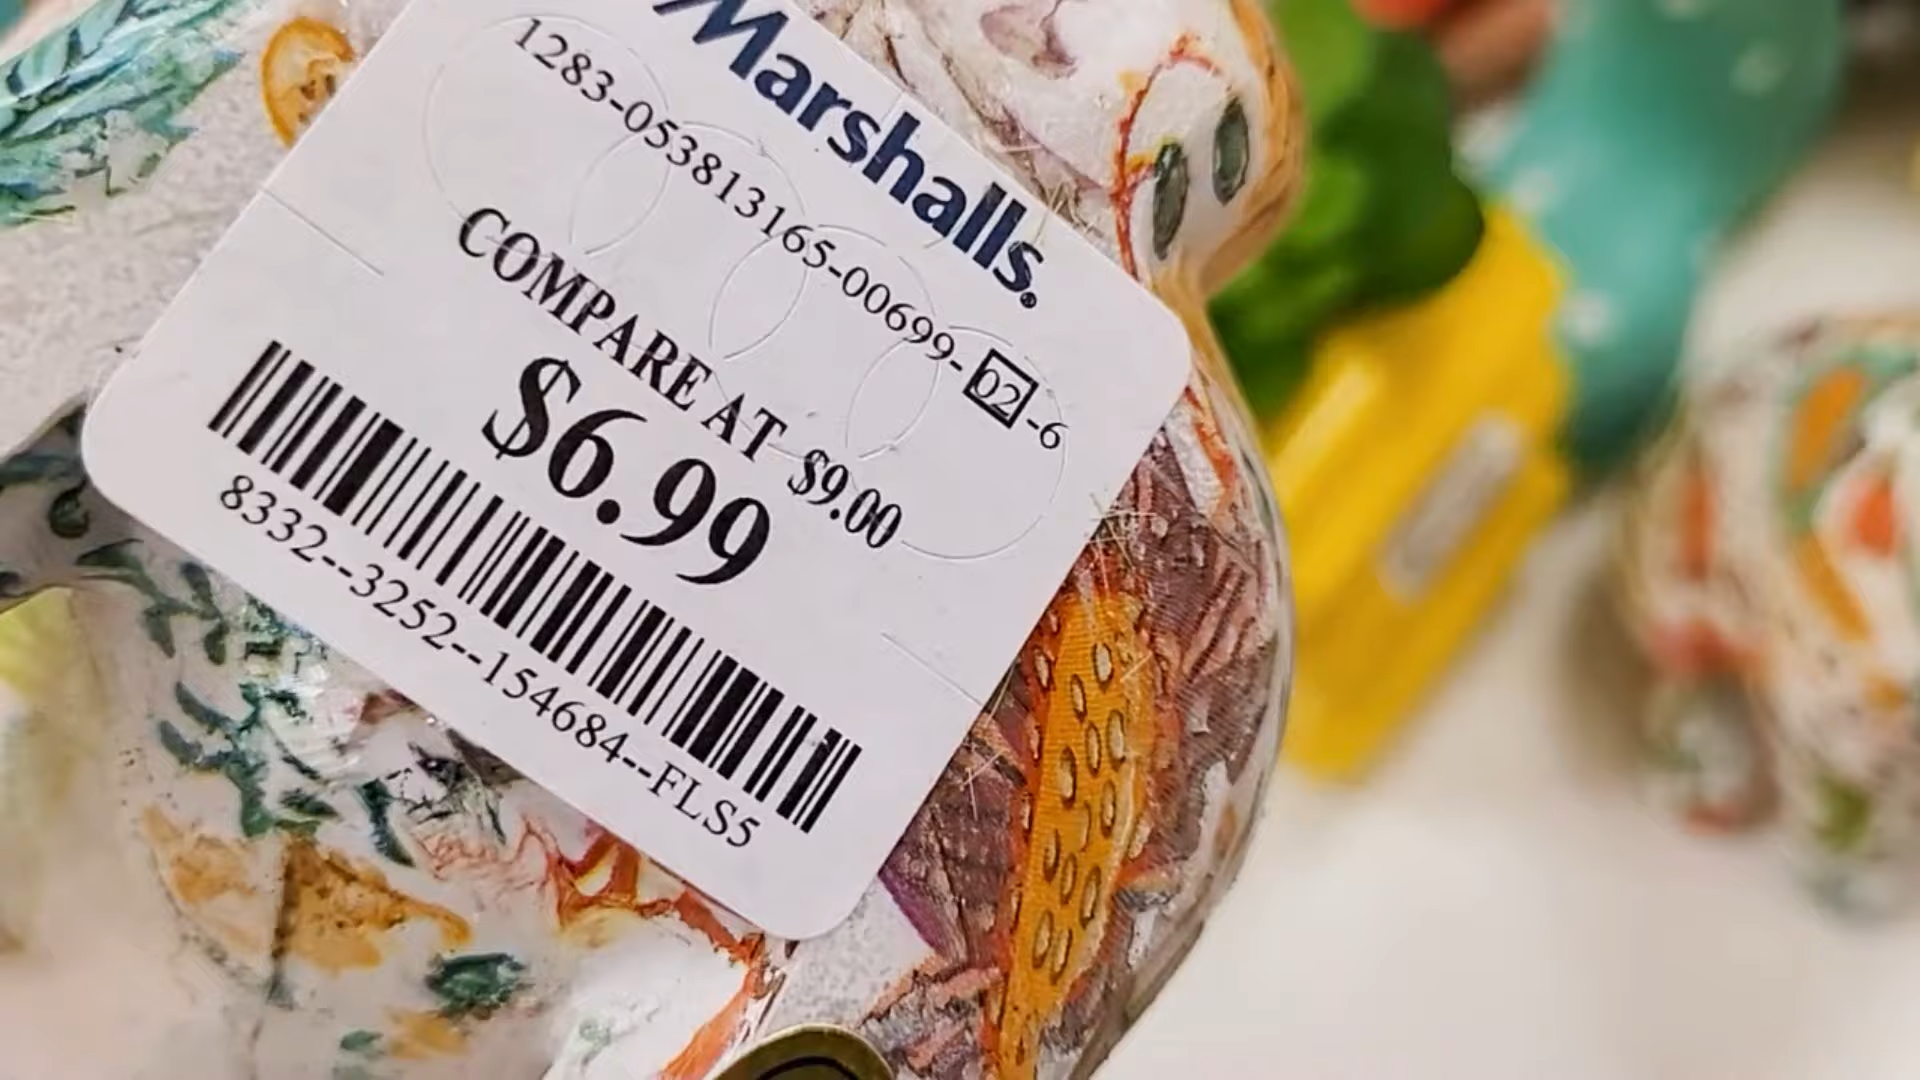 Marshalls.
1283-053813165-00699-02-6
COMPARE AT $9.00
$6.99
8332--3252--154684--FLS5